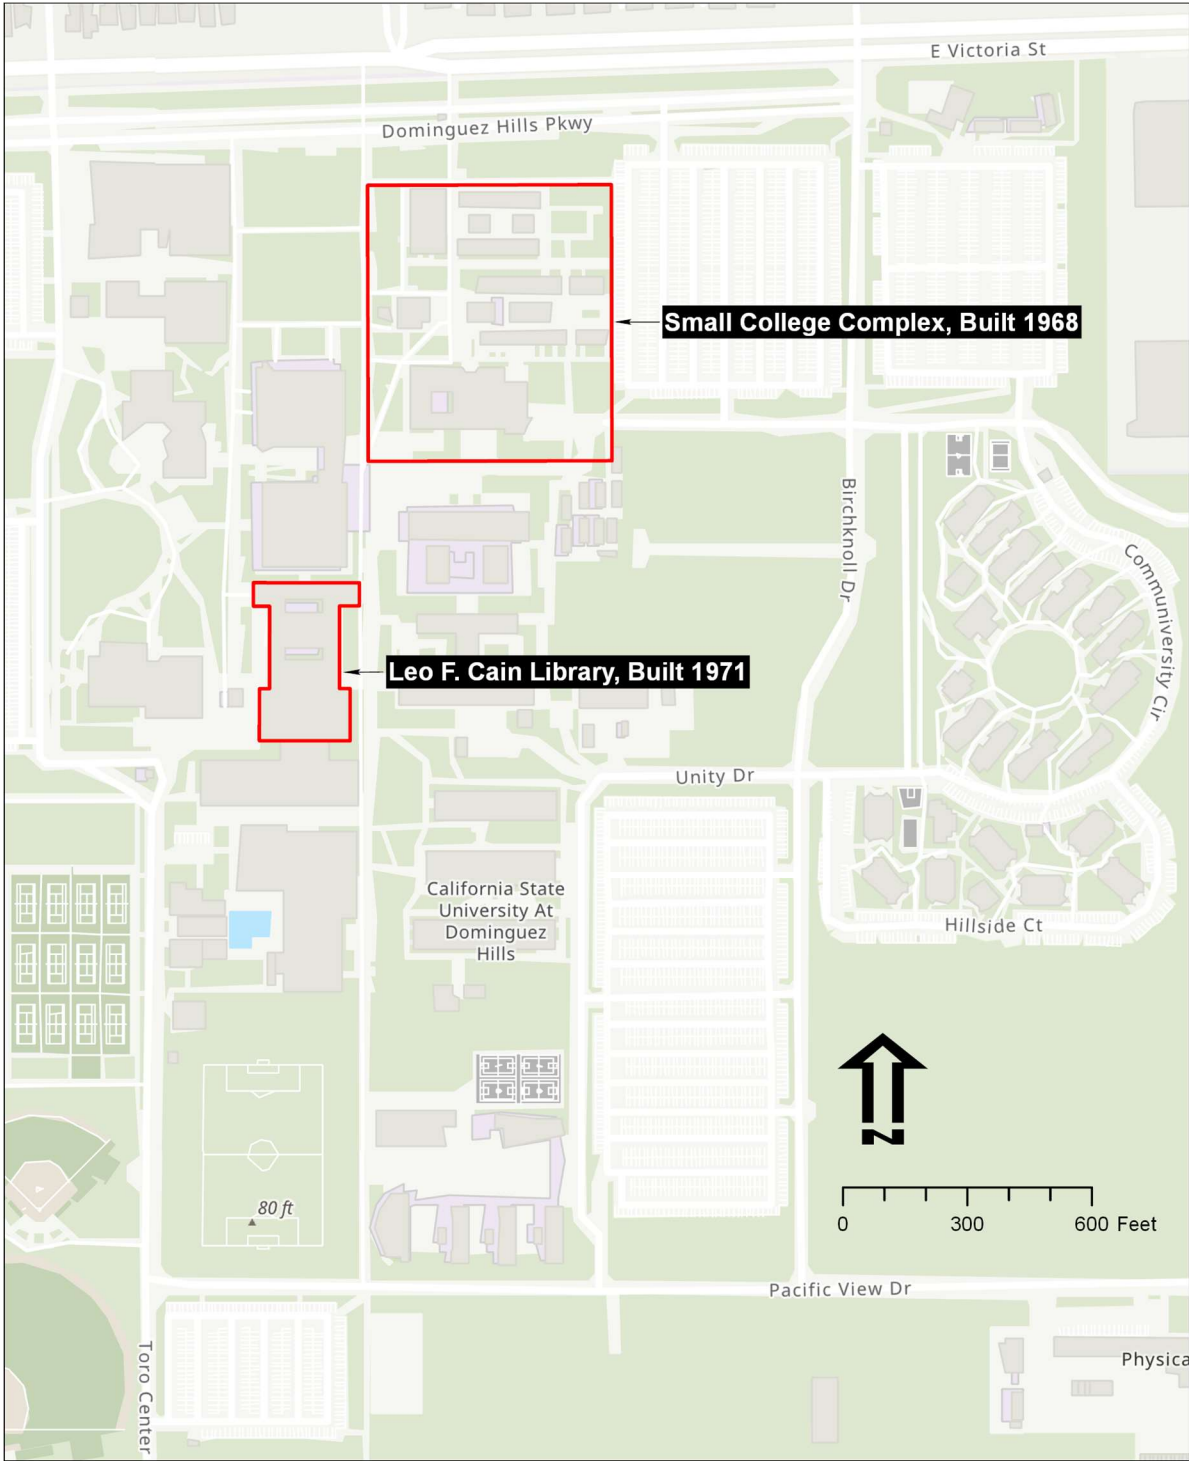 E Victoria St
Dominguez Hills Pkwy
Small College Complex, Built 1968
Birchknoll Dr
Communiversity Cir
Leo F. Cain Library, Built 1971
Unity Dr
California State
University At
Dominguez
Hills
Hillside Ct
N
80 ft
0 300 600 Feet
Pacific View Dr
Toro Center
Physica